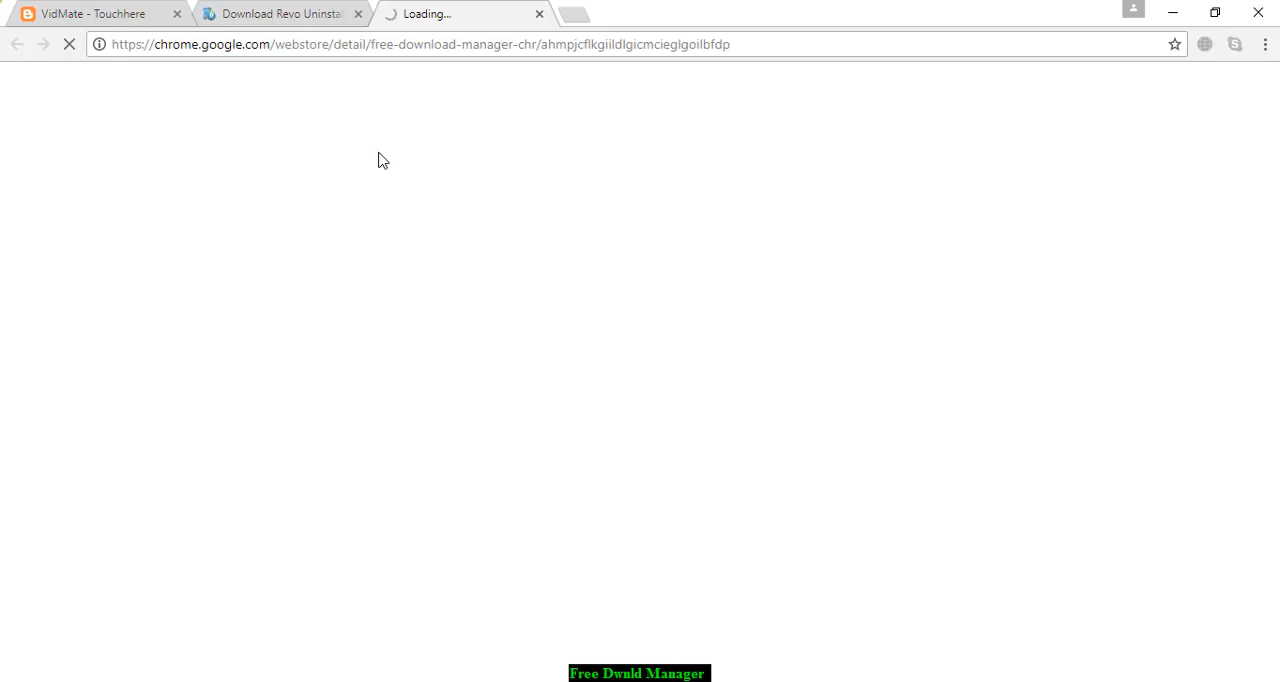 VidMate - Touchhere
Download Revo Uninsta
Loading...
https://chrome.google.com/webstore/detail/free-download-manager-chr/ahmpjcflkgiildlgicmcieglgoilbfdp
Free Dwnld Manager